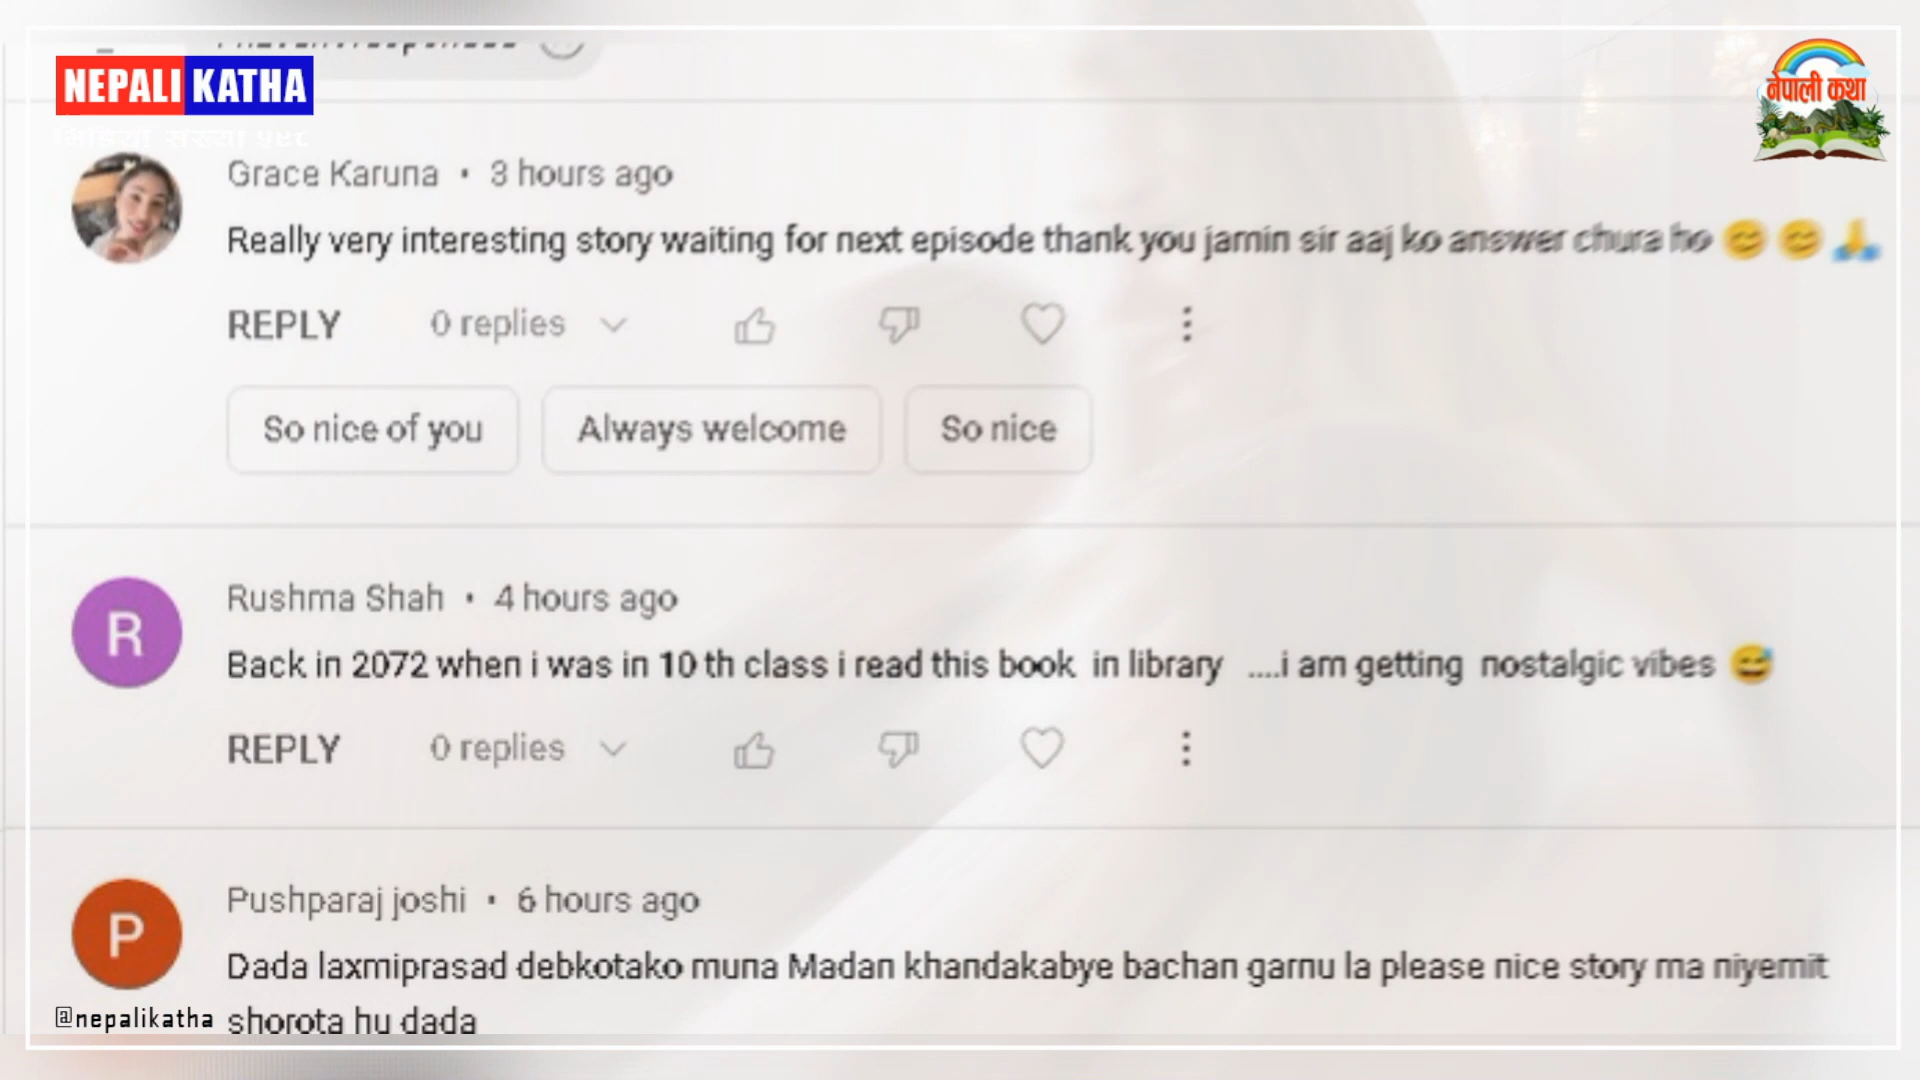 NEPALI KATHA
नेपाली कथा
Grace Karuna • 3 hours ago
Really very interesting story waiting for next episode thank you jamin sir aaj ko answer chura ho 😊 😊 🙏
REPLY 0 replies
So nice of you Always welcome So nice
R
Rushma Shah • 4 hours ago
Back in 2072 when i was in 10 th class i read this book in library ....i am getting nostalgic vibes 😅
REPLY 0 replies
P
Pushparaj joshi • 6 hours ago
Dada laxmiprasad debkotako muna Madan khandakabye bachan garnu la please nice story ma niyemit
shorota hu dada
@nepalikatha